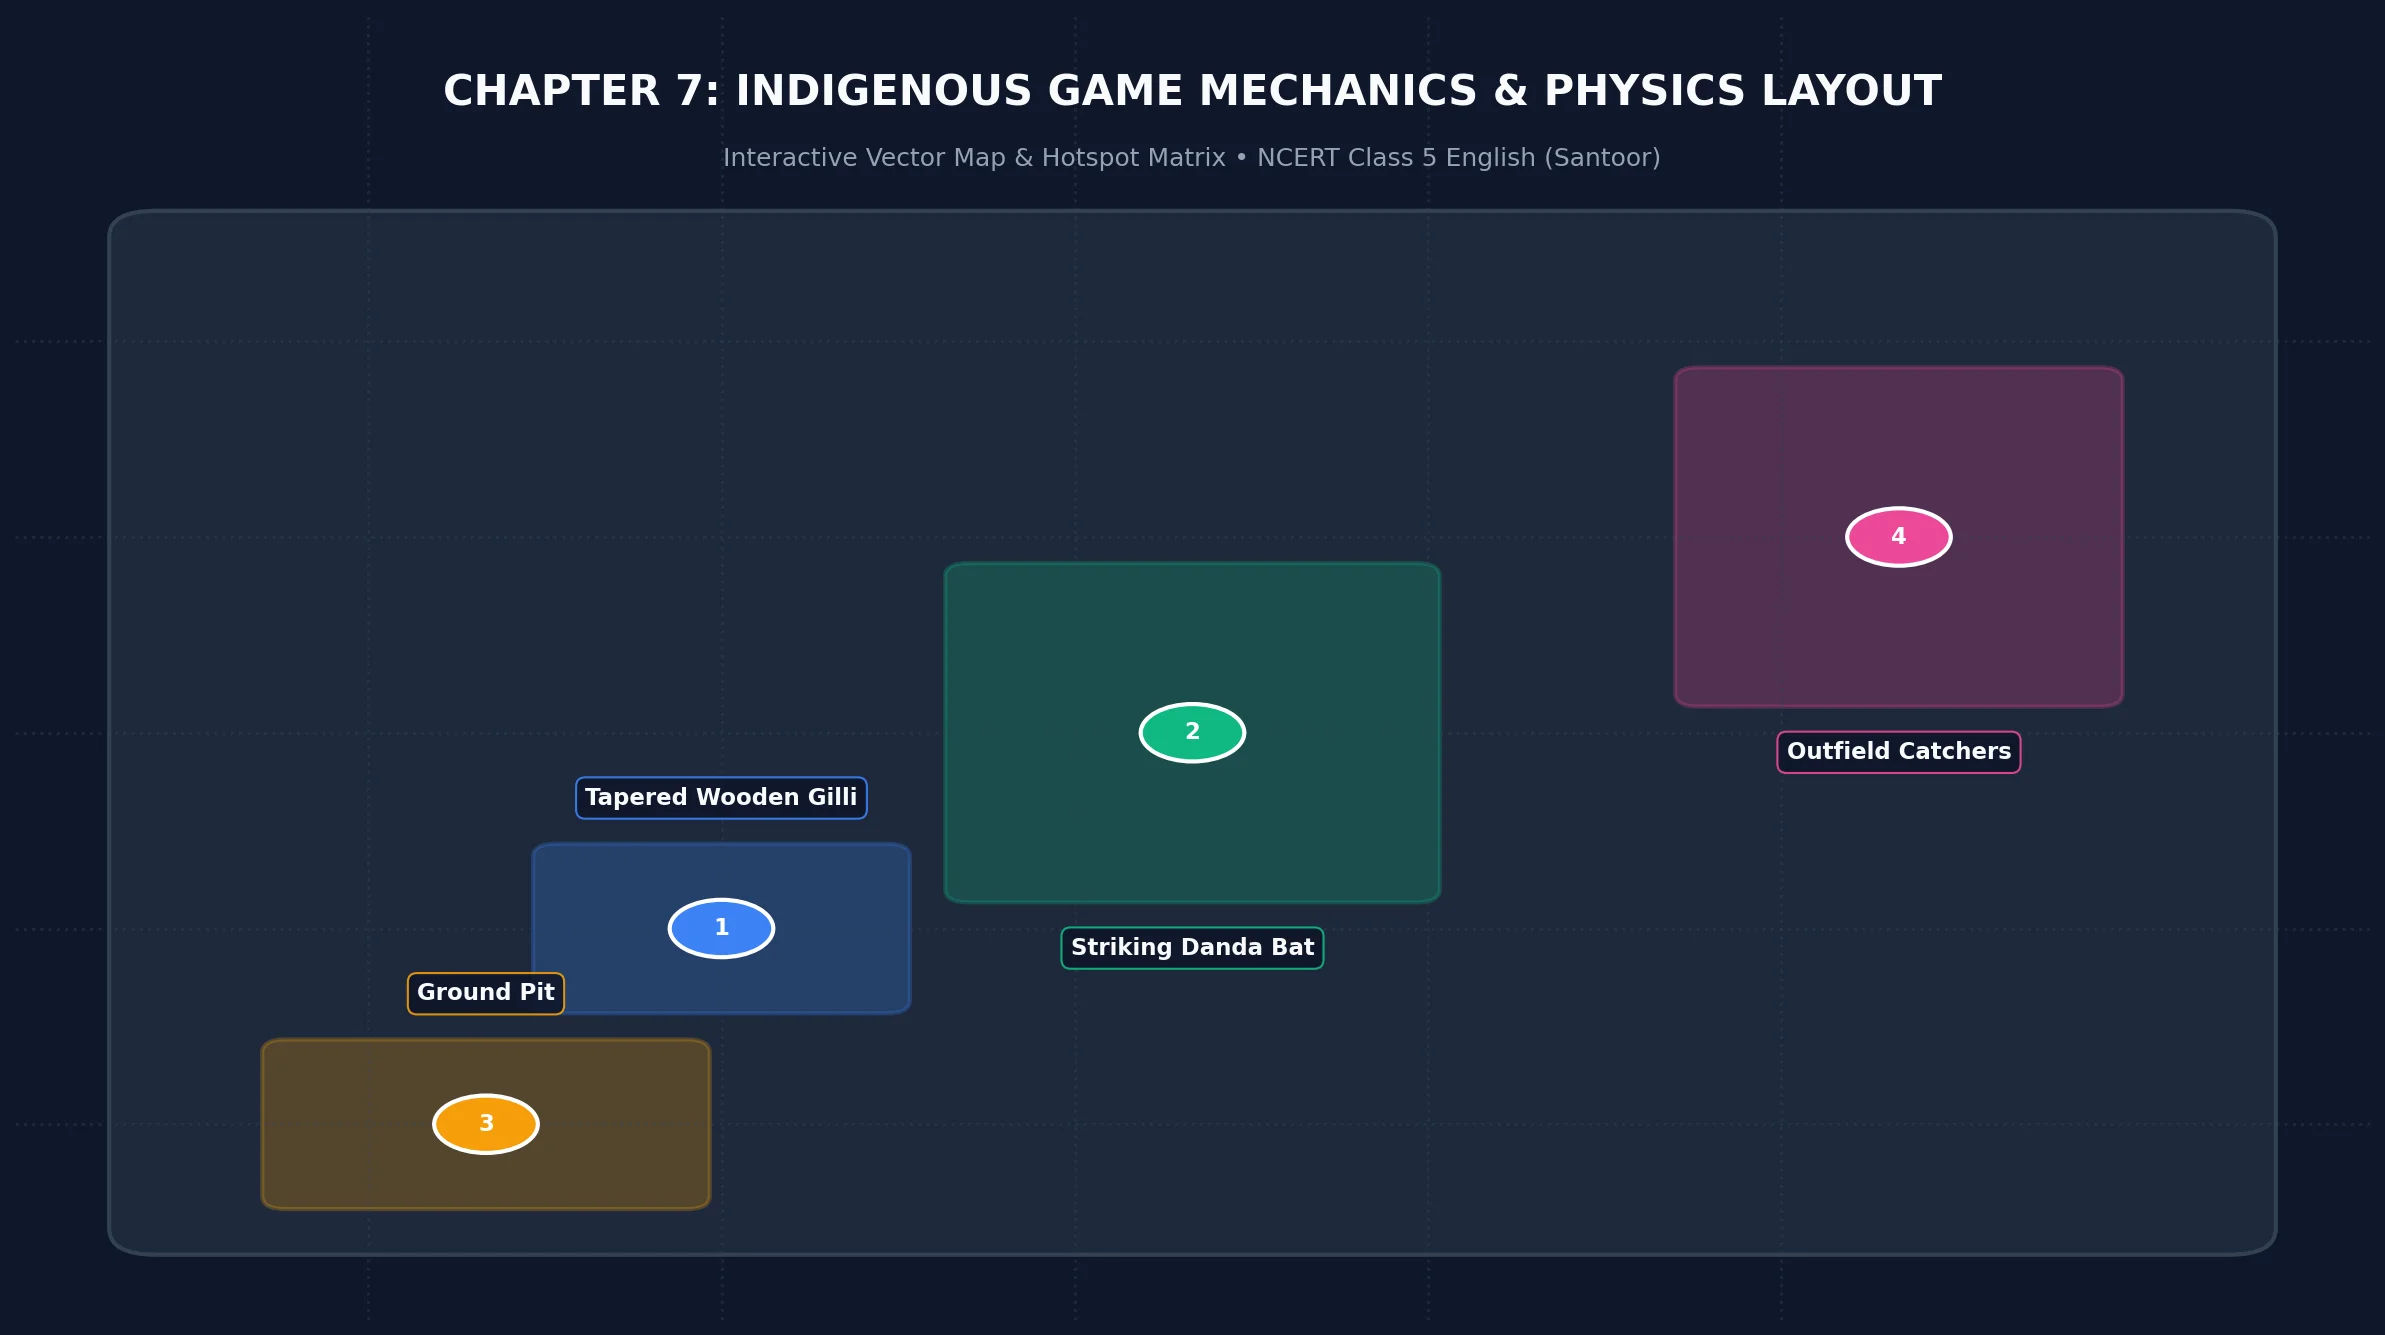 CHAPTER 7: INDIGENOUS GAME MECHANICS & PHYSICS LAYOUT
Interactive Vector Map & Hotspot Matrix • NCERT Class 5 English (Santoor)
4
Outfield Catchers
2
Striking Danda Bat
Tapered Wooden Gilli
1
Ground Pit
3